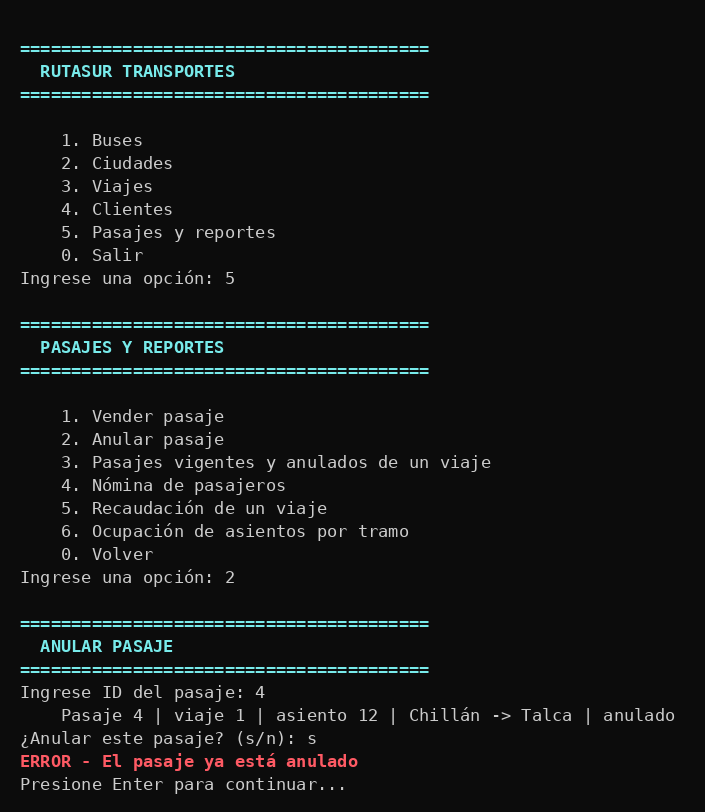 ========================================
  RUTASUR TRANSPORTES
========================================
    1. Buses
    2. Ciudades
    3. Viajes
    4. Clientes
    5. Pasajes y reportes
    0. Salir
Ingrese una opción: 5
========================================
  PASAJES Y REPORTES
========================================
    1. Vender pasaje
    2. Anular pasaje
    3. Pasajes vigentes y anulados de un viaje
    4. Nómina de pasajeros
    5. Recaudación de un viaje
    6. Ocupación de asientos por tramo
    0. Volver
Ingrese una opción: 2
========================================
  ANULAR PASAJE
========================================
Ingrese ID del pasaje: 4
    Pasaje 4 | viaje 1 | asiento 12 | Chillán -> Talca | anulado
¿Anular este pasaje? (s/n): s
ERROR - El pasaje ya está anulado
Presione Enter para continuar...